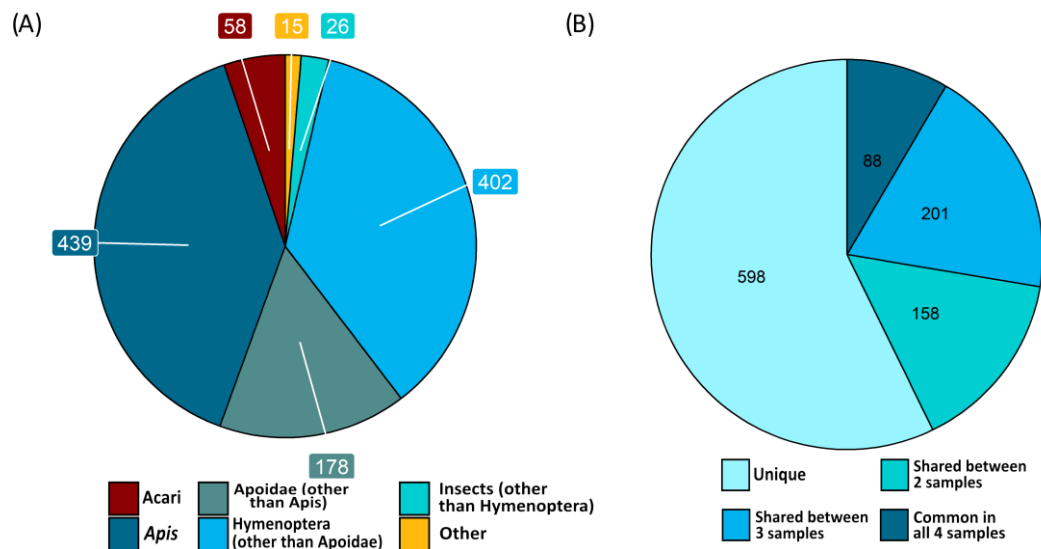 (A)
58
15
26
402
439
178
Acari
Apoidae (other
than Apis)
Insects (other
than Hymenoptera)
Apis
Hymenoptera
(other than Apoidae)
Other
(B)
88
201
598
158
Unique
Shared between
2 samples
Shared between
3 samples
Common in
all 4 samples